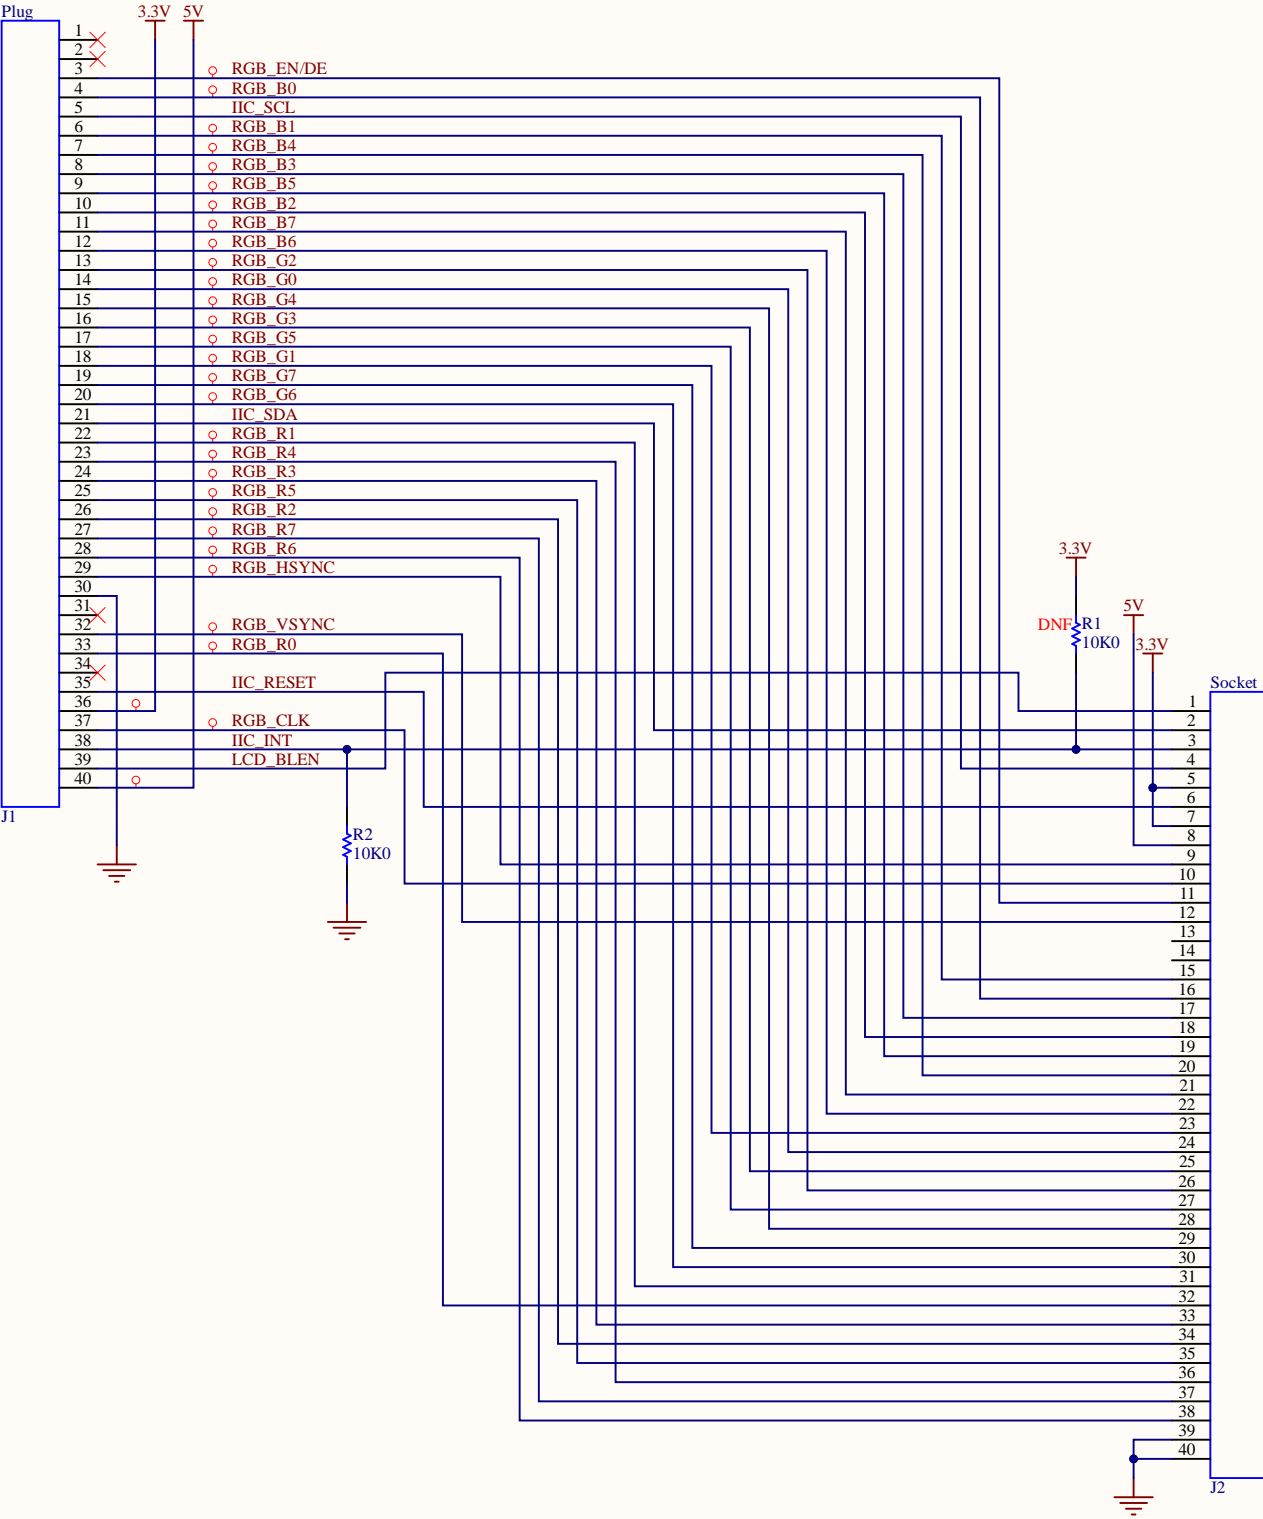 Plug
3.3V 5V
1
2
3 RGB_EN/DE
4 RGB_B0
5 IIC_SCL
6 RGB_B1
7 RGB_B4
8 RGB_B3
9 RGB_B5
10 RGB_B2
11 RGB_B7
12 RGB_B6
13 RGB_G2
14 RGB_G0
15 RGB_G4
16 RGB_G3
17 RGB_G5
18 RGB_G1
19 RGB_G7
20 RGB_G6
21 IIC_SDA
22 RGB_R1
23 RGB_R4
24 RGB_R3
25 RGB_R5
26 RGB_R2
27 RGB_R7
28 RGB_R6
29 RGB_HSYNC
30
31
32 RGB_VSYNC
33 RGB_R0
34
35 IIC_RESET
36
37 RGB_CLK
38 IIC_INT
39 LCD_BLEN
40
J1
R2
10K0
3.3V
DNF R1
10K0
5V
3.3V
Socket
1
2
3
4
5
6
7
8
9
10
11
12
13
14
15
16
17
18
19
20
21
22
23
24
25
26
27
28
29
30
31
32
33
34
35
36
37
38
39
40
J2